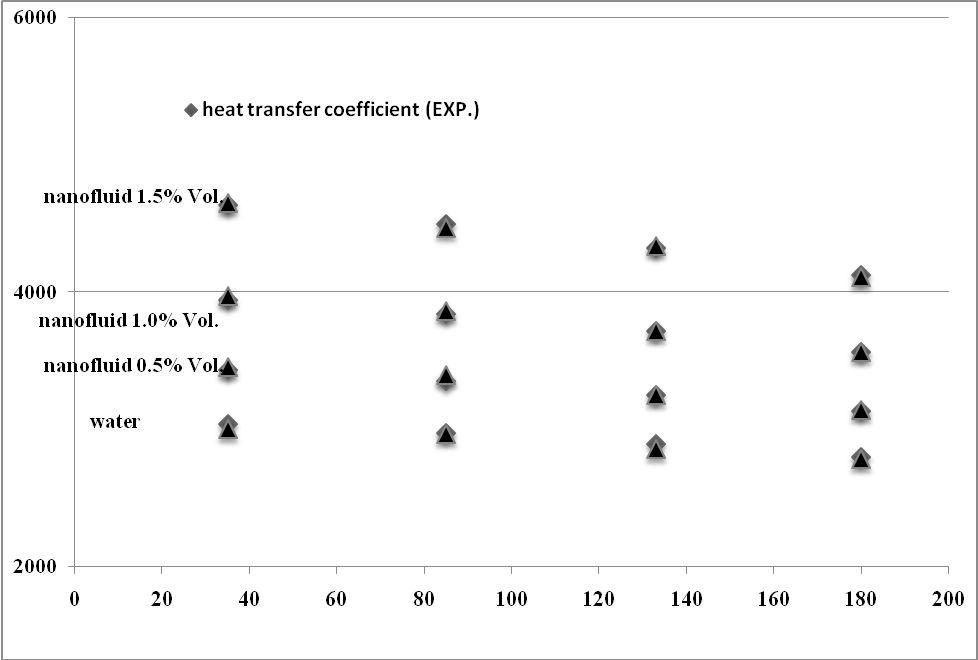 6000
heat transfer coefficient (EXP.)
nanofluid 1.5% Vol.
4000
nanofluid 1.0% Vol.
nanofluid 0.5% Vol.
water
2000
0 20 40 60 80 100 120 140 160 180 200